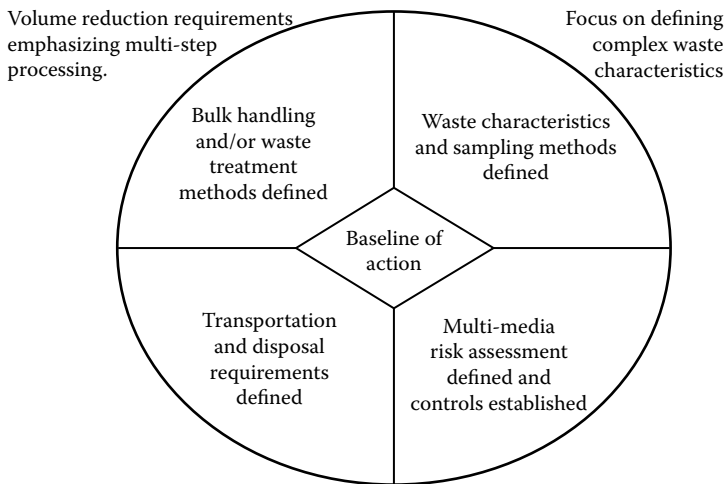 Volume reduction requirements
emphasizing multi-step
processing.
Focus on defining
complex waste
characteristics
Bulk handling
and/or waste
treatment
methods defined
Waste characteristics
and sampling methods
defined
Baseline of
action
Transportation
and disposal
requirements
defined
Multi-media
risk assessment
defined and
controls established